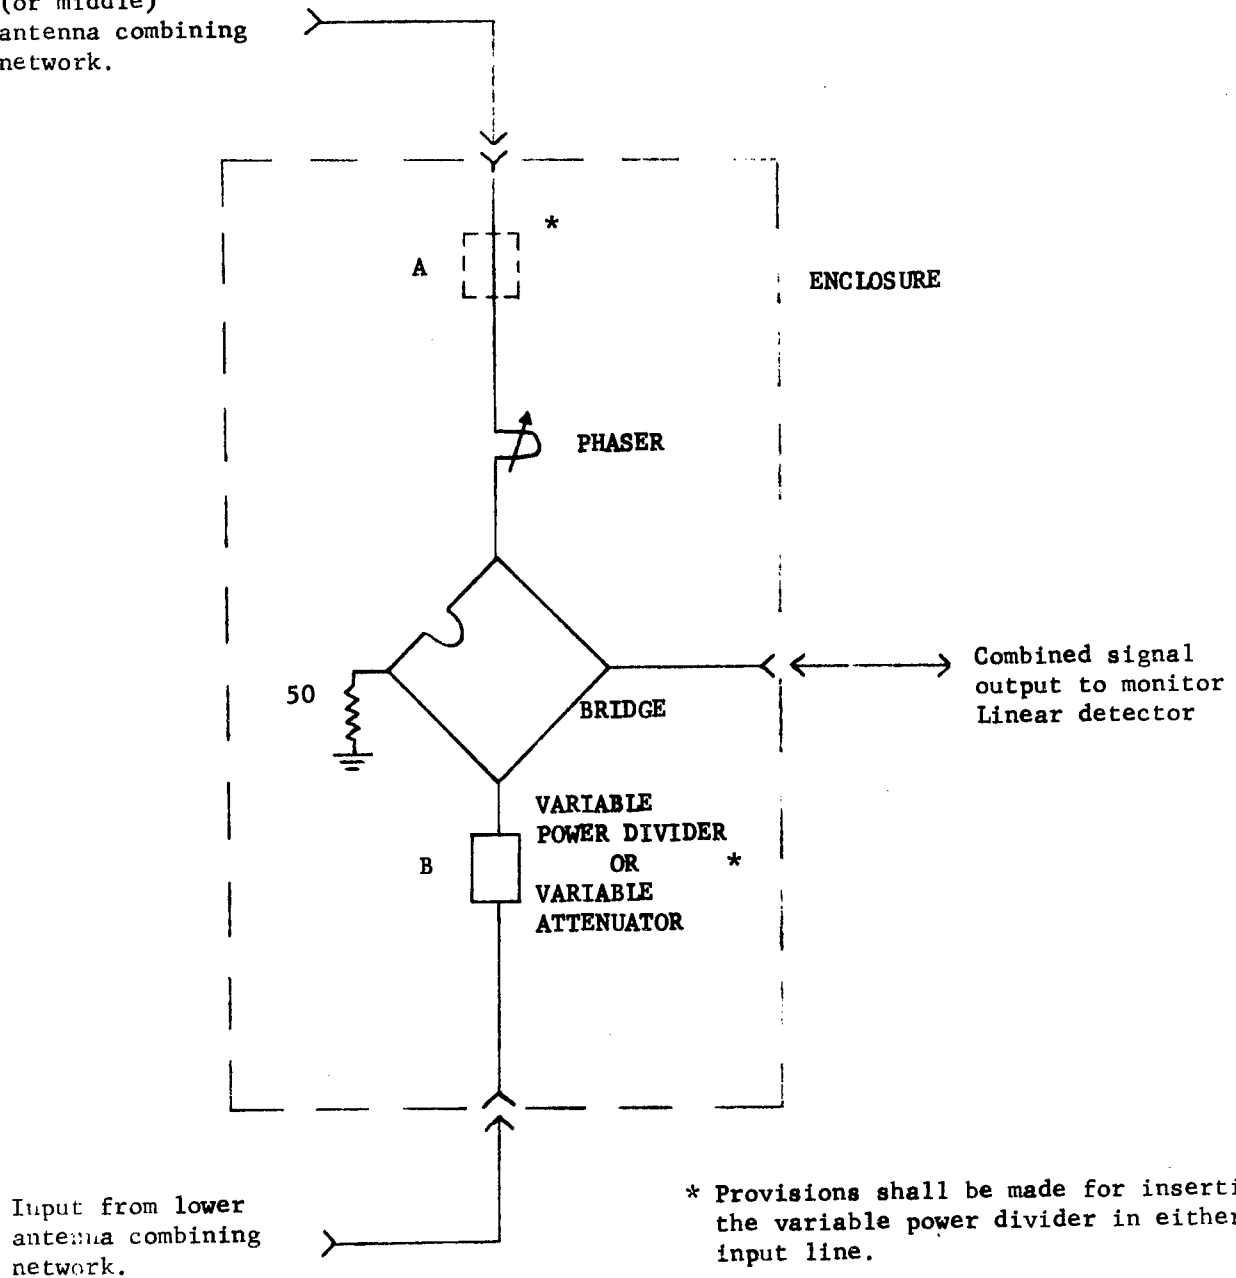 (or middle)
antenna combining
network.
*
A
ENCLOSURE
PHASER
50
BRIDGE
Combined signal
output to monitor
Linear detector
VARIABLE
POWER DIVIDER
OR *
VARIABLE
ATTENUATOR
B
Input from lower
antenna combining
network.
* Provisions shall be made for inserti
the variable power divider in either
input line.